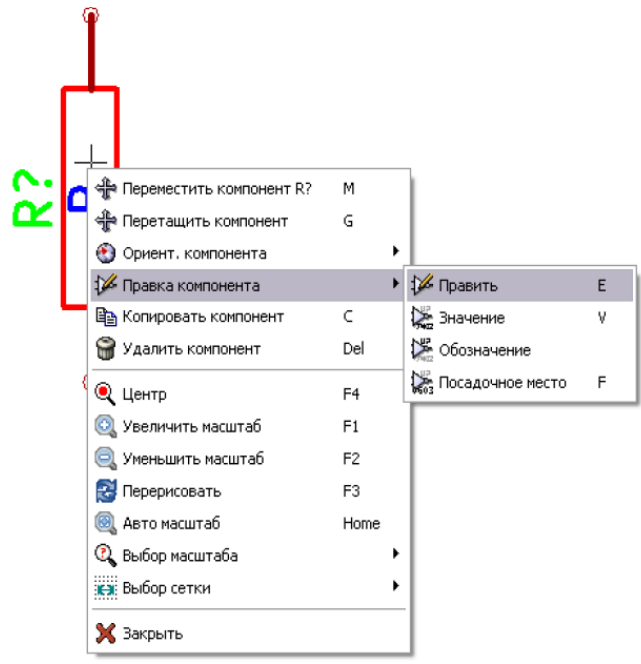 R?
Переместить компонент R? M
Перетащить компонент G
Ориент. компонента
Правка компонента
Править E
Копировать компонент C
Значение V
Удалить компонент Del
Обозначение
Посадочное место F
Центр F4
Увеличить масштаб F1
Уменьшить масштаб F2
Перерисовать F3
Авто масштаб Home
Выбор масштаба
Выбор сетки
Закрыть